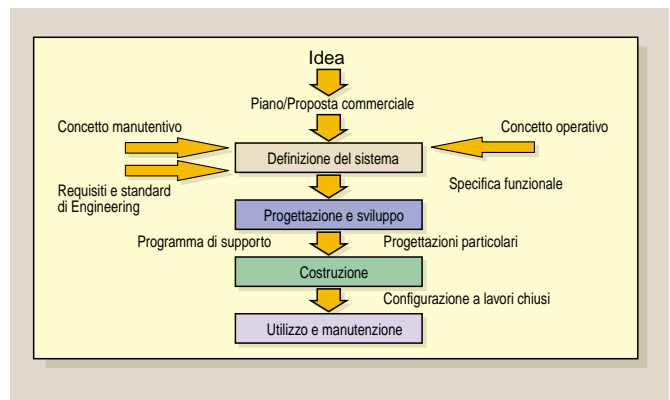 Idea
Piano/Proposta commerciale
Concetto manutentivo
Concetto operativo
Definizione del sistema
Requisiti e standard
di Engineering
Specifica funzionale
Progettazione e sviluppo
Programma di supporto
Progettazioni particolari
Costruzione
Configurazione a lavori chiusi
Utilizzo e manutenzione